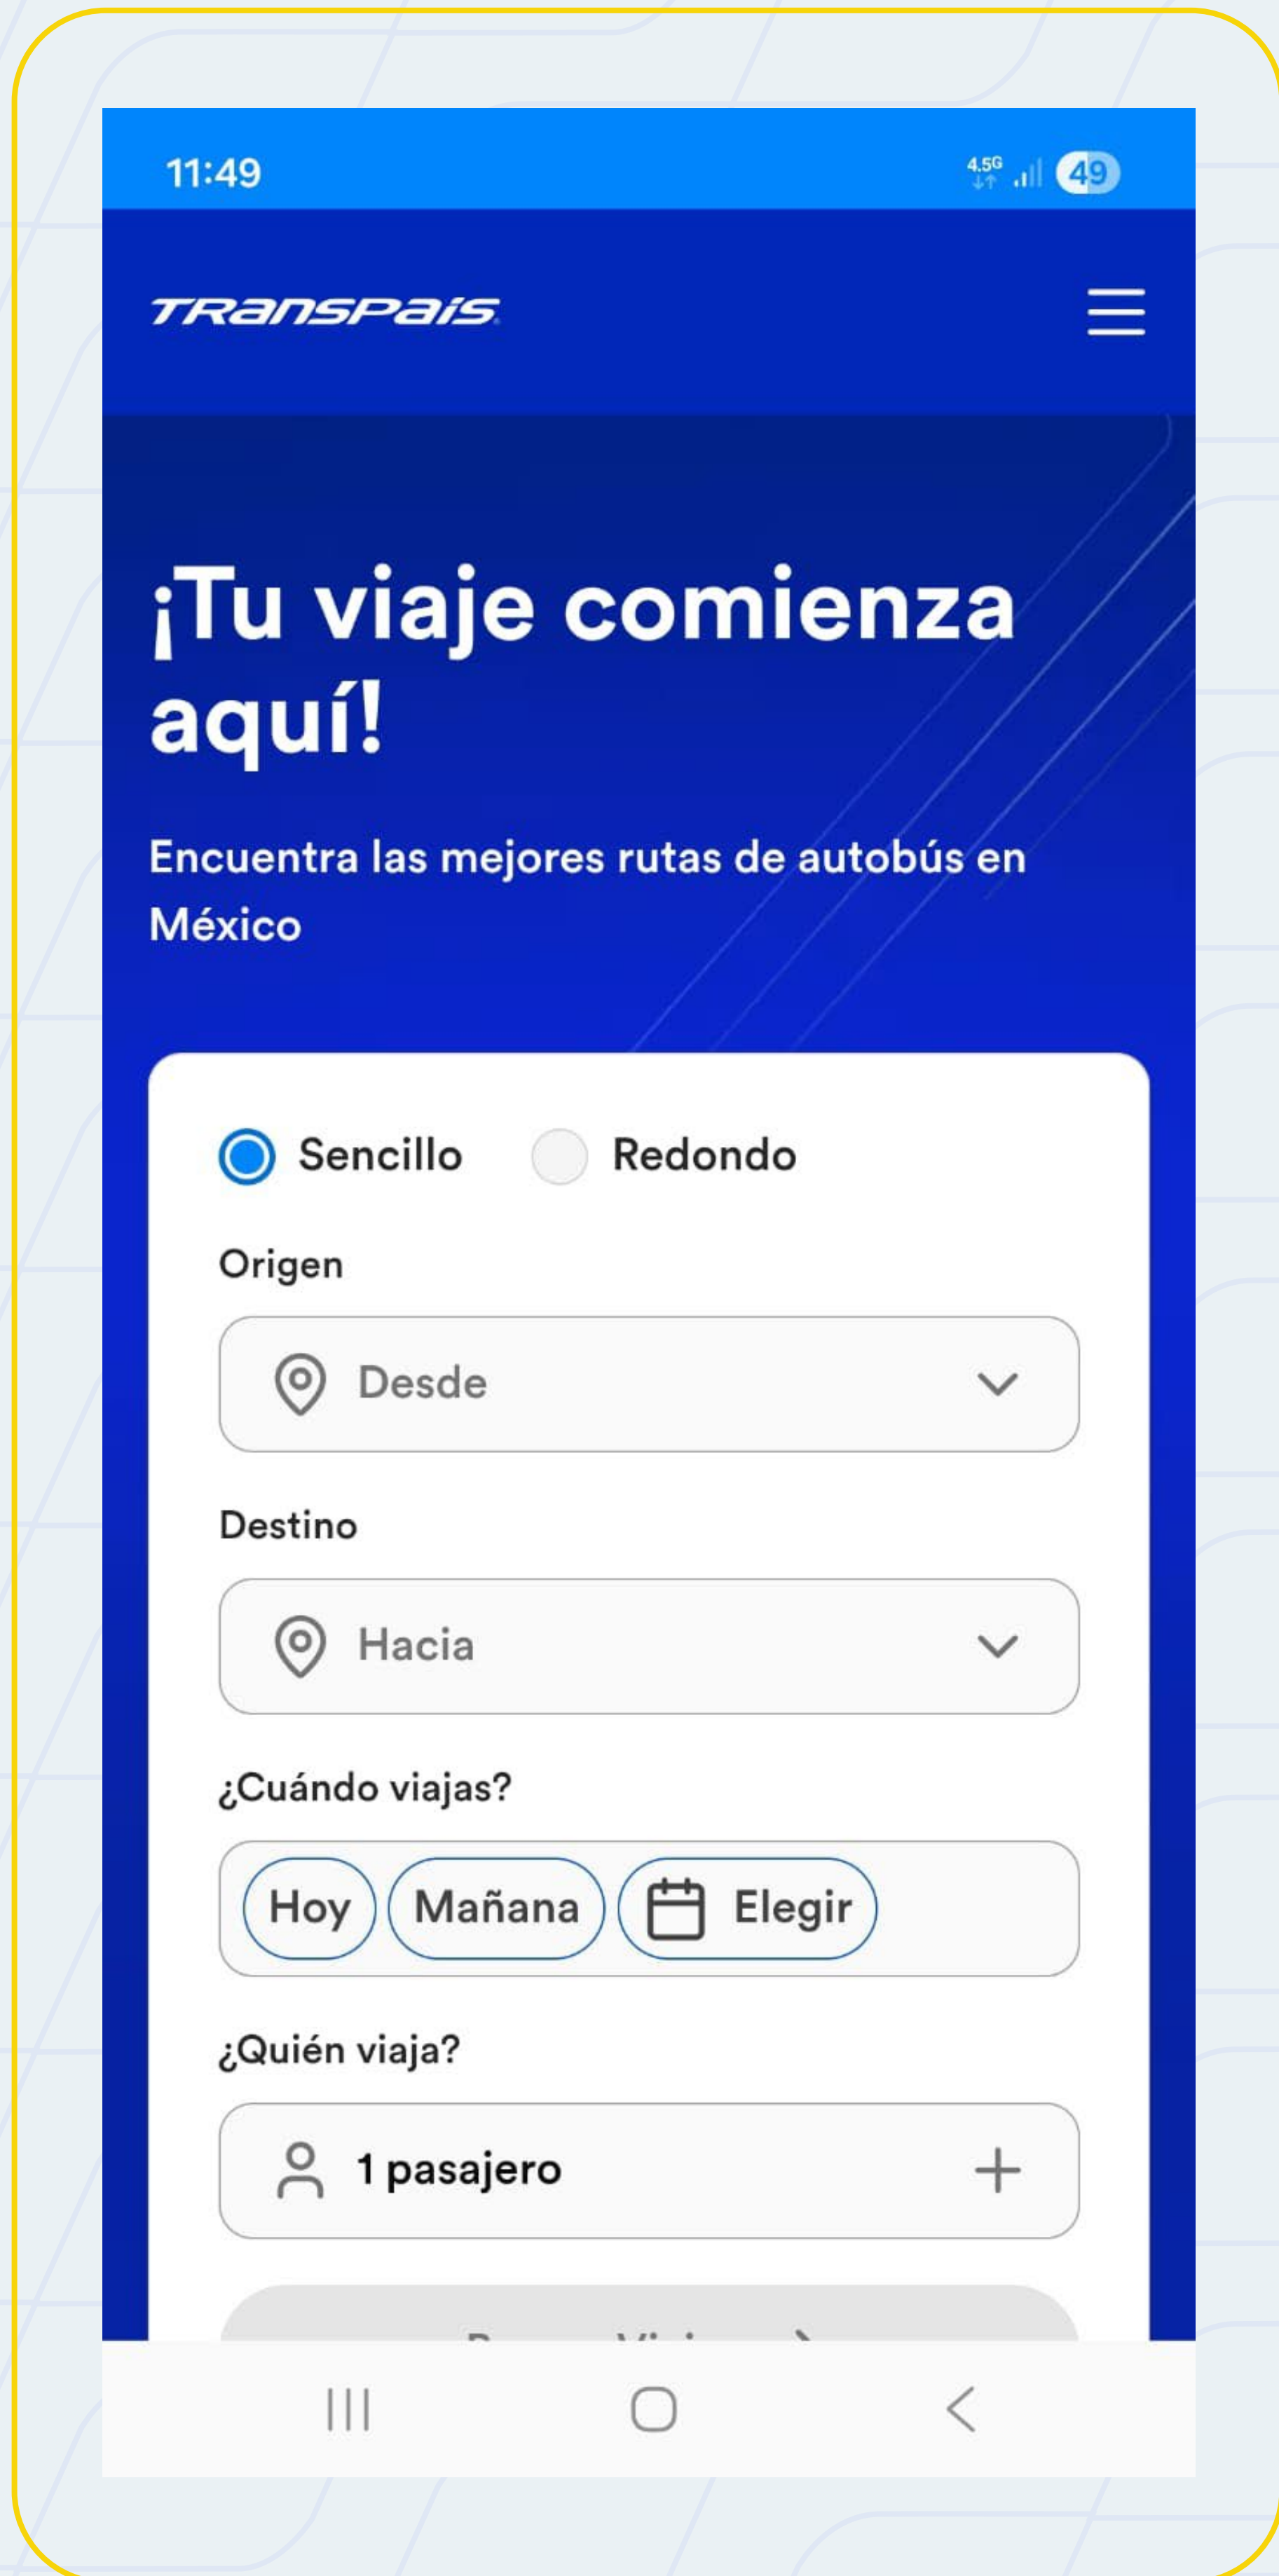 11:49
4.5G
49
TRANSPAÍS
¡Tu viaje comienza
aquí!
Encuentra las mejores rutas de autobús en
México
Sencillo Redondo
Origen
Desde
Destino
Hacia
¿Cuándo viajas?
Hoy Mañana Elegir
¿Quién viaja?
1 pasajero